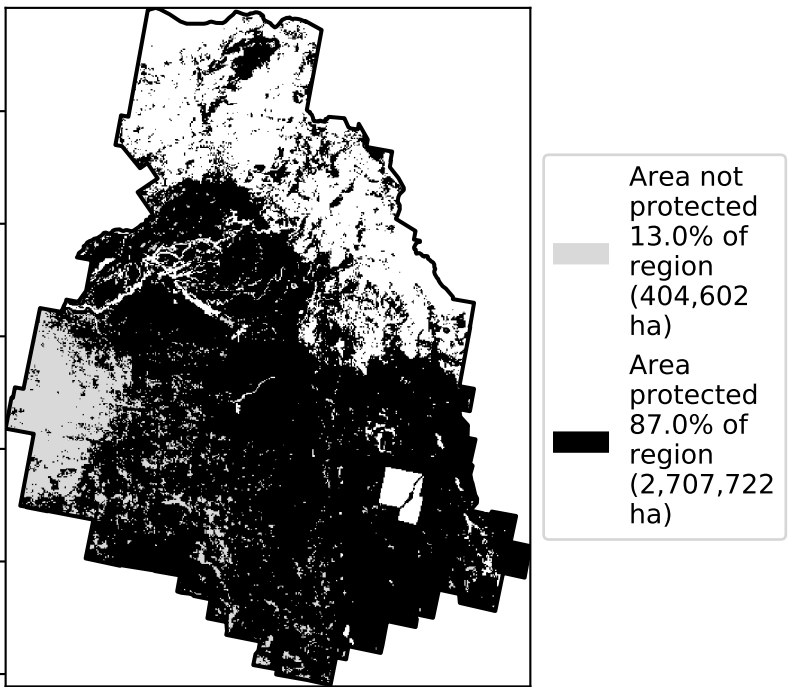 Area not
protected
13.0% of
region
(404,602
ha)
Area
protected
87.0% of
region
(2,707,722
ha)